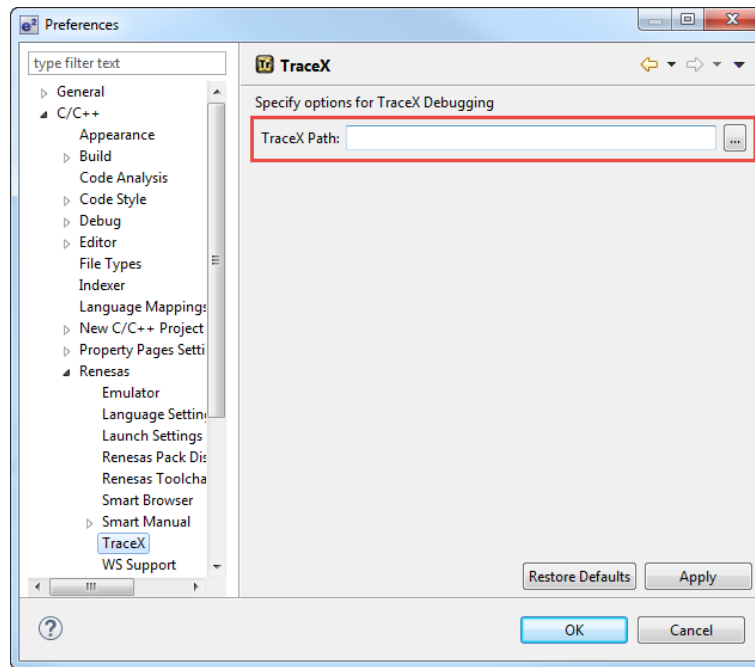 e² Preferences
type filter text
Tr TraceX
General
C/C++
Appearance
Build
Code Analysis
Code Style
Debug
Editor
File Types
Indexer
Language Mappings
New C/C++ Project
Property Pages Setti
Renesas
Emulator
Language Setting
Launch Settings
Renesas Pack Dis
Renesas Toolcha
Smart Browser
Smart Manual
TraceX
WS Support
Specify options for TraceX Debugging
TraceX Path:
...
Restore Defaults Apply
? OK Cancel